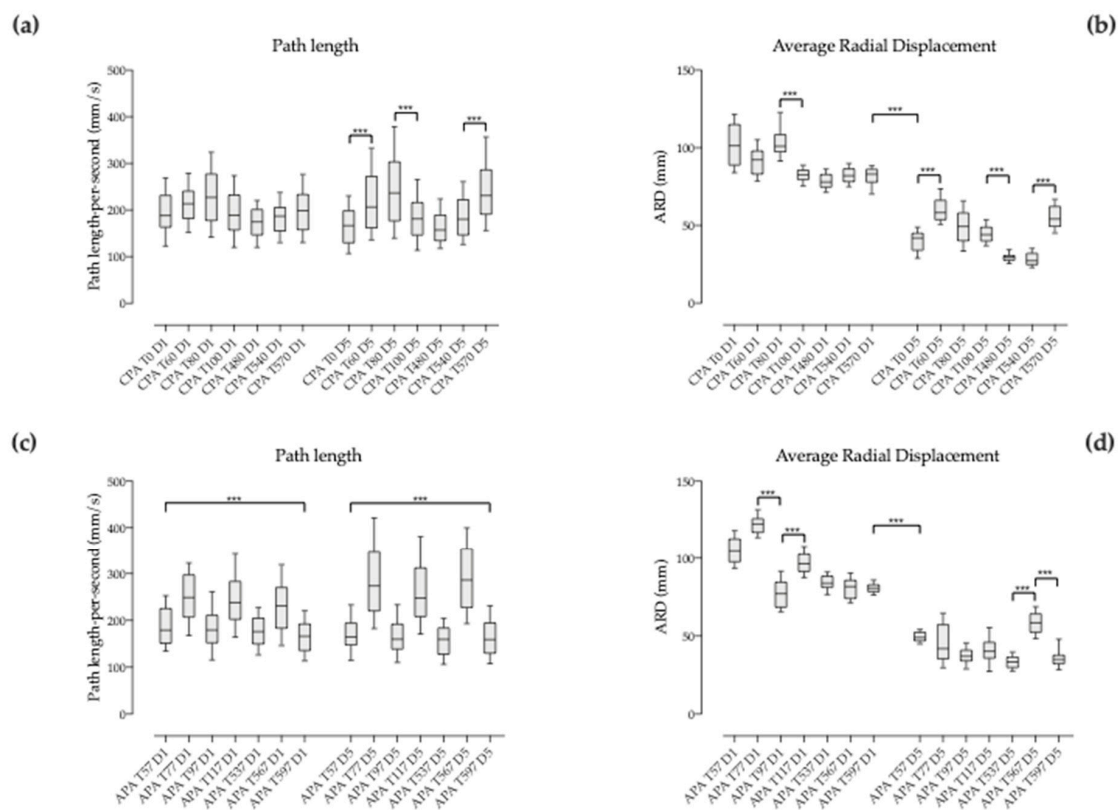 (a)
Path length
500
400
300
200
100
0
Path length-per-second (mm/s)
***
***
***
CPA T0 D1
CPA T60 D1
CPA T80 D1
CPA T100 D1
CPA T480 D1
CPA T540 D1
CPA T570 D1
CPA T0 D5
CPA T60 D5
CPA T80 D5
CPA T100 D5
CPA T480 D5
CPA T540 D5
CPA T570 D5
(b)
Average Radial Displacement
150
100
50
0
ARD (mm)
***
***
***
***
***
CPA T0 D1
CPA T60 D1
CPA T80 D1
CPA T100 D1
CPA T480 D1
CPA T540 D1
CPA T570 D1
CPA T0 D5
CPA T60 D5
CPA T80 D5
CPA T100 D5
CPA T480 D5
CPA T540 D5
CPA T570 D5
(c)
Path length
500
400
300
200
100
0
Path length-per-second (mm/s)
***
***
APA T57 D1
APA T77 D1
APA T97 D1
APA T117 D1
APA T537 D1
APA T567 D1
APA T597 D1
APA T57 D5
APA T77 D5
APA T97 D5
APA T117 D5
APA T537 D5
APA T567 D5
APA T597 D5
(d)
Average Radial Displacement
150
100
50
0
ARD (mm)
***
***
***
***
***
APA T57 D1
APA T77 D1
APA T97 D1
APA T117 D1
APA T537 D1
APA T567 D1
APA T597 D1
APA T57 D5
APA T77 D5
APA T97 D5
APA T117 D5
APA T537 D5
APA T567 D5
APA T597 D5